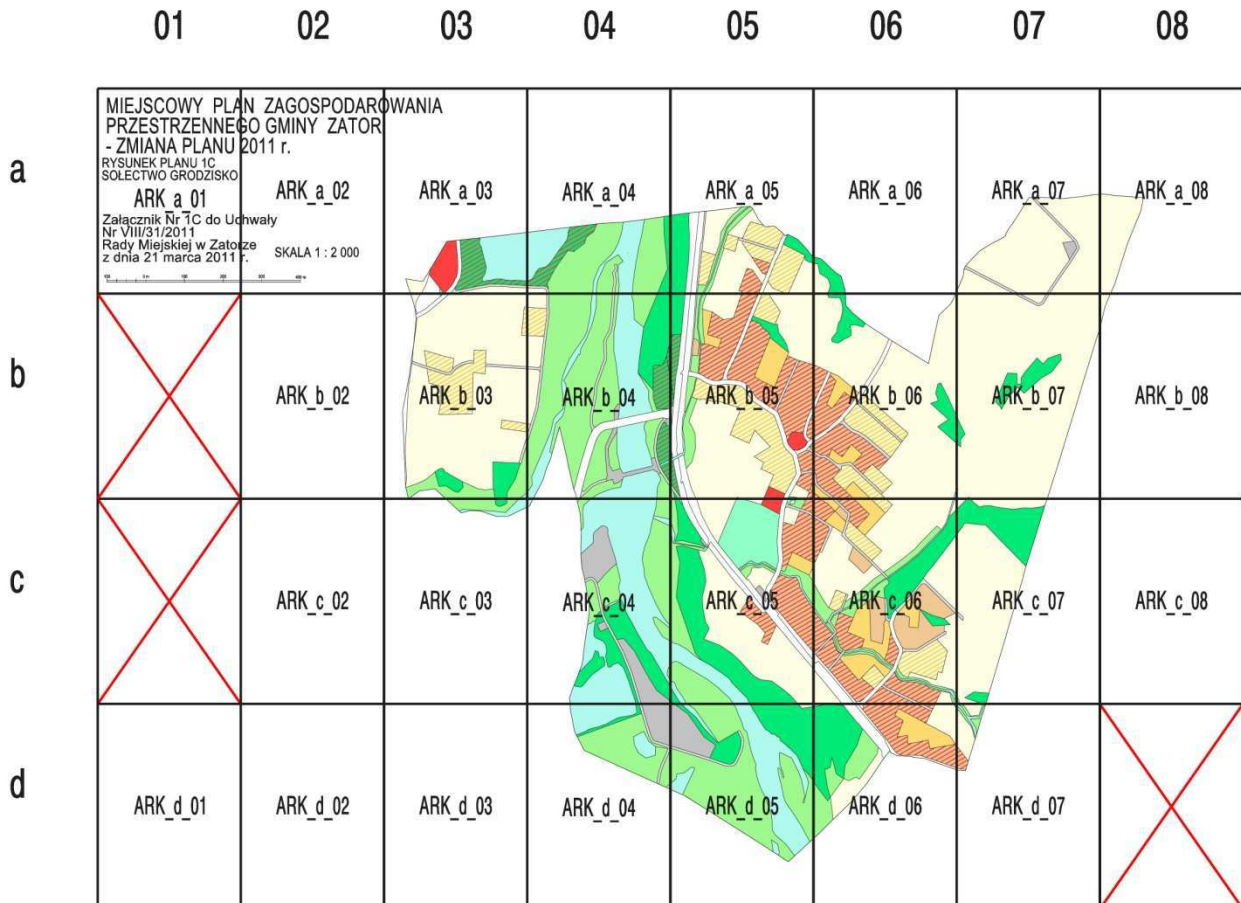 01 02 03 04 05 06 07 08
MIEJSCOWY PLAN ZAGOSPODAROWANIA
PRZESTRZENNEGO GMINY ZATOR
- ZMIANA PLANU 2011 r.
RYSUNEK PLANU 1C
SOŁECTWO GRODZISKO
a
ARK_a_01 ARK_a_02 ARK_a_03 ARK_a_04 ARK_a_05 ARK_a_06 ARK_a_07 ARK_a_08
Załącznik Nr 1C do Uchwały
Nr VIII/31/2011
Rady Miejskiej w Zatorze
z dnia 21 marca 2011 r.
SKALA 1 : 2 000
b
ARK_b_02 ARK_b_03 ARK_b_04 ARK_b_05 ARK_b_06 ARK_b_07 ARK_b_08
c
ARK_c_02 ARK_c_03 ARK_c_04 ARK_c_05 ARK_c_06 ARK_c_07 ARK_c_08
d
ARK_d_01 ARK_d_02 ARK_d_03 ARK_d_04 ARK_d_05 ARK_d_06 ARK_d_07